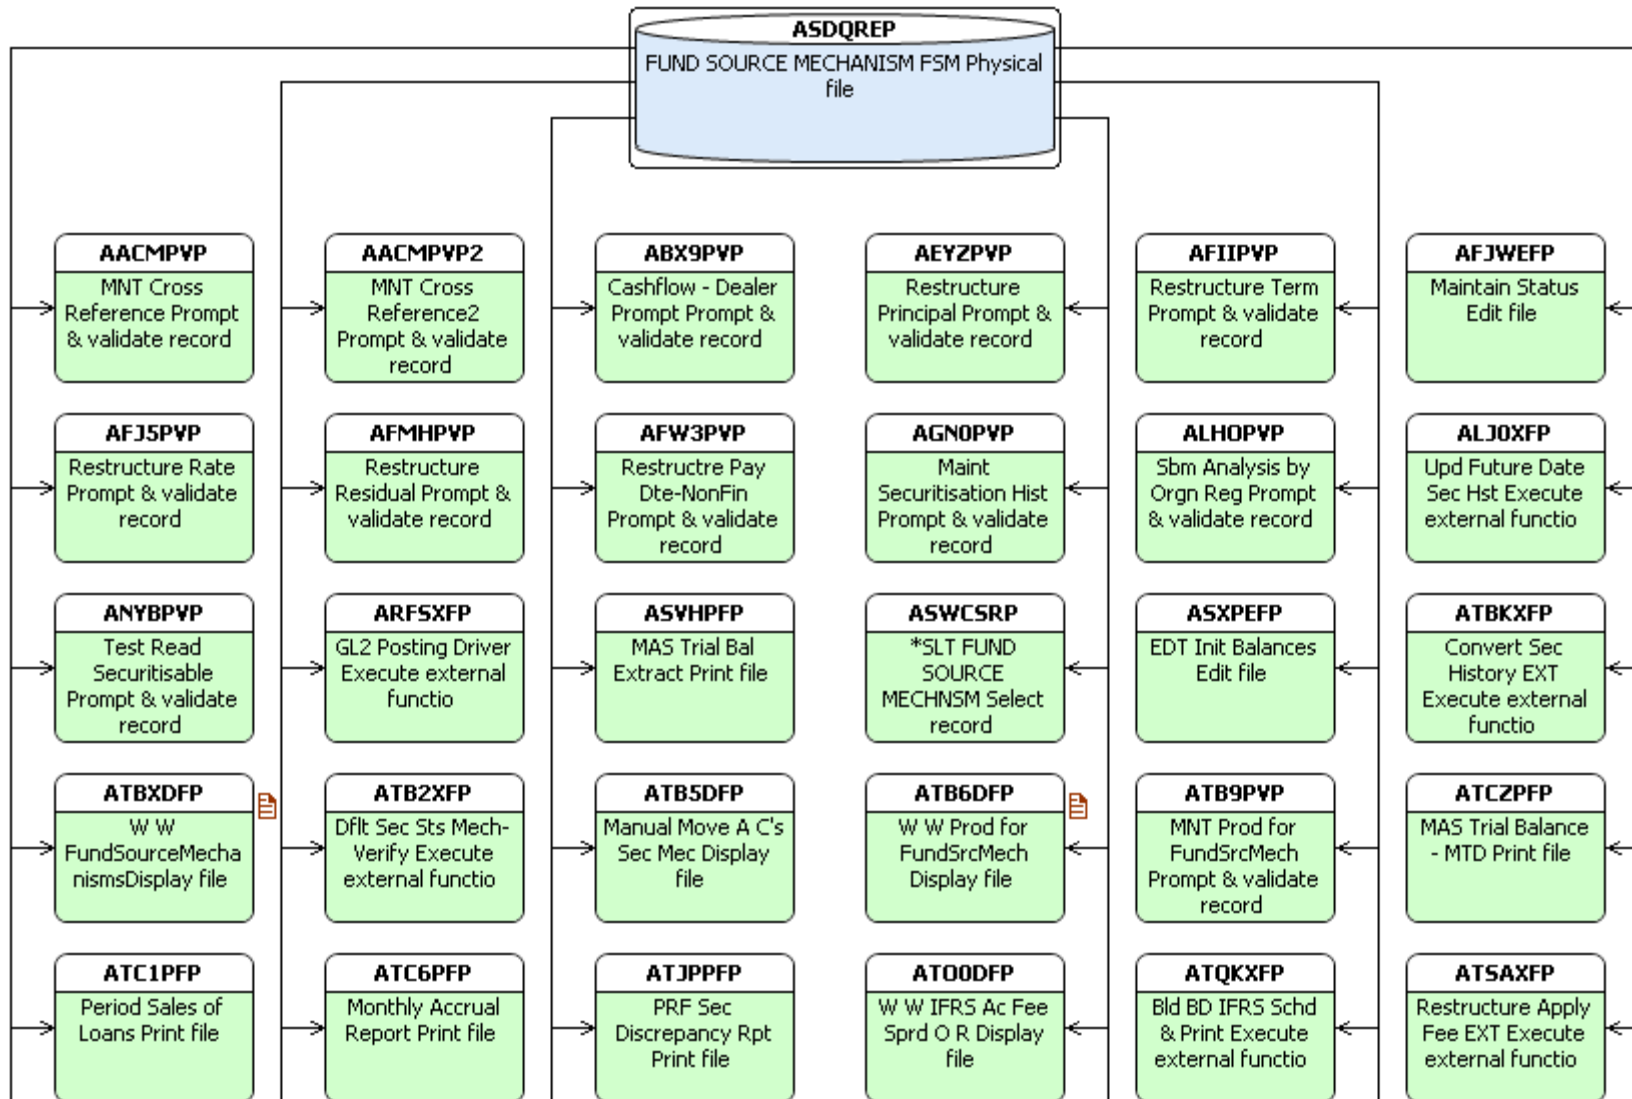 ASDQREP
FUND SOURCE MECHANISM FSM Physical
file
AACMPVP
MNT Cross
Reference Prompt
& validate record
AACMPVP2
MNT Cross
Reference2
Prompt & validate
record
ABX9PVP
Cashflow - Dealer
Prompt Prompt &
validate record
AEYZPVP
Restructure
Principal Prompt &
validate record
AFIIPVP
Restructure Term
Prompt & validate
record
AFJWEFP
Maintain Status
Edit file
AFJ5PVP
Restructure Rate
Prompt & validate
record
AFMHPVP
Restructure
Residual Prompt &
validate record
AFW3PVP
Restructre Pay
Dte-NonFin
Prompt & validate
record
AGN0PVP
Maint
Securitisation Hist
Prompt & validate
record
ALHOPVP
Sbm Analysis by
Orgn Reg Prompt
& validate record
ALJ0XFP
Upd Future Date
Sec Hst Execute
external functio
ANYBPVP
Test Read
Securitisable
Prompt & validate
record
ARFSXFP
GL2 Posting Driver
Execute external
functio
ASVHPFP
MAS Trial Bal
Extract Print file
ASWCSRP
*SLT FUND
SOURCE
MECHNSM Select
record
ASXPEFP
EDT Init Balances
Edit file
ATBKXFP
Convert Sec
History EXT
Execute external
functio
ATBXDFP
W W
FundSourceMecha
nismsDisplay file
ATB2XFP
Dflt Sec Sts Mech-
Verify Execute
external functio
ATB5DFP
Manual Move A C's
Sec Mec Display
file
ATB6DFP
W W Prod for
FundSrcMech
Display file
ATB9PVP
MNT Prod for
FundSrcMech
Prompt & validate
record
ATCZPFP
MAS Trial Balance
- MTD Print file
ATC1PFP
Period Sales of
Loans Print file
ATC6PFP
Monthly Accrual
Report Print file
ATJPPFP
PRF Sec
Discrepancy Rpt
Print file
ATO0DFP
W W IFRS Ac Fee
Sprd O R Display
file
ATQKXFP
Bld BD IFRS Schd
& Print Execute
external functio
ATSAXFP
Restructure Apply
Fee EXT Execute
external functio